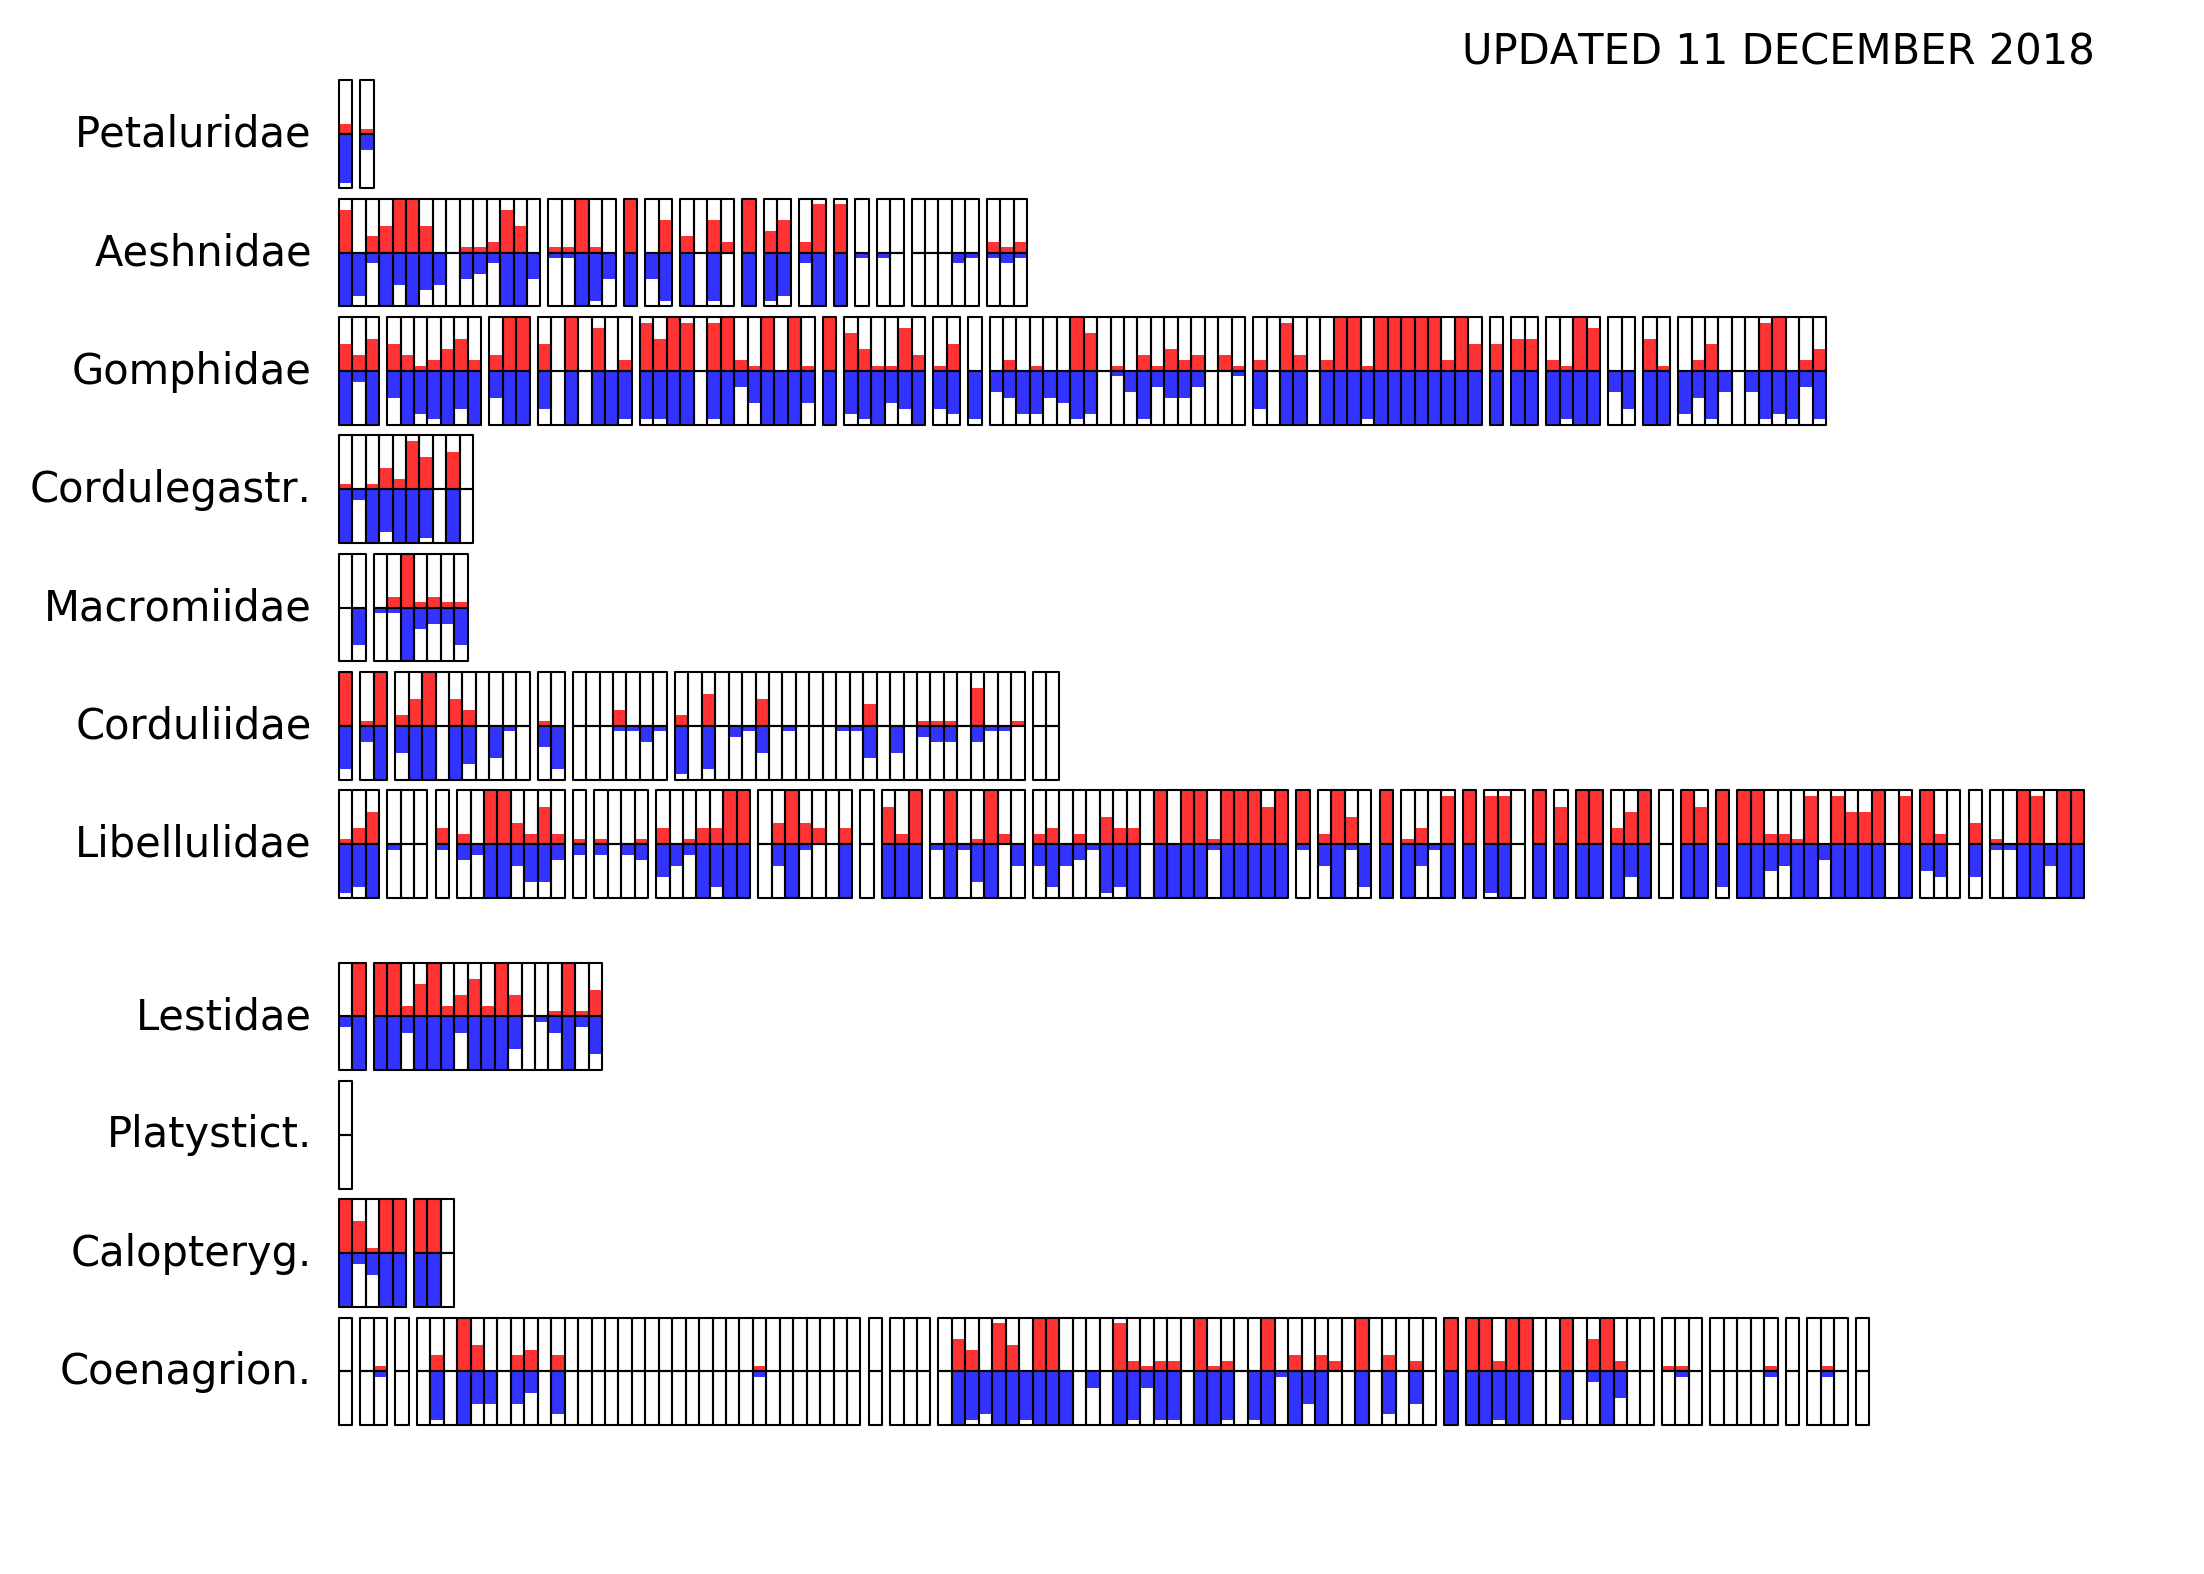 UPDATED 11 DECEMBER 2018
Petaluridae
Aeshnidae
Gomphidae
Cordulegastr.
Macromiidae
Corduliidae
Libellulidae
Lestidae
Platystict.
Calopteryg.
Coenagrion.